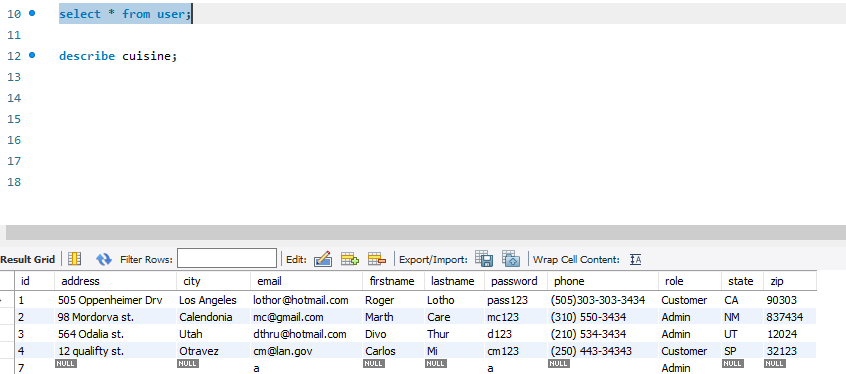 10 select * from user;
11
12 describe cuisine;
13
14
15
16
17
18
Result Grid Filter Rows: Edit: Export/Import: Wrap Cell Content: IA
id address city email firstname lastname password phone role state zip
1 505 Oppenheimer Drv Los Angeles lothor@hotmail.com Roger Lotho pass123 (505)303-303-3434 Customer CA 90303
2 98 Mordorva st. Calendonia mc@gmail.com Marth Care mc123 (310) 550-3434 Admin NM 837434
3 564 Odalia st. Utah dthru@hotmail.com Divo Thur d123 (210) 534-3434 Admin UT 12024
4 12 qualifty st. Otravez cm@lan.gov Carlos Mi cm123 (250) 443-34343 Customer SP 32123
7 NULL NULL a NULL NULL a NULL Admin NULL NULL